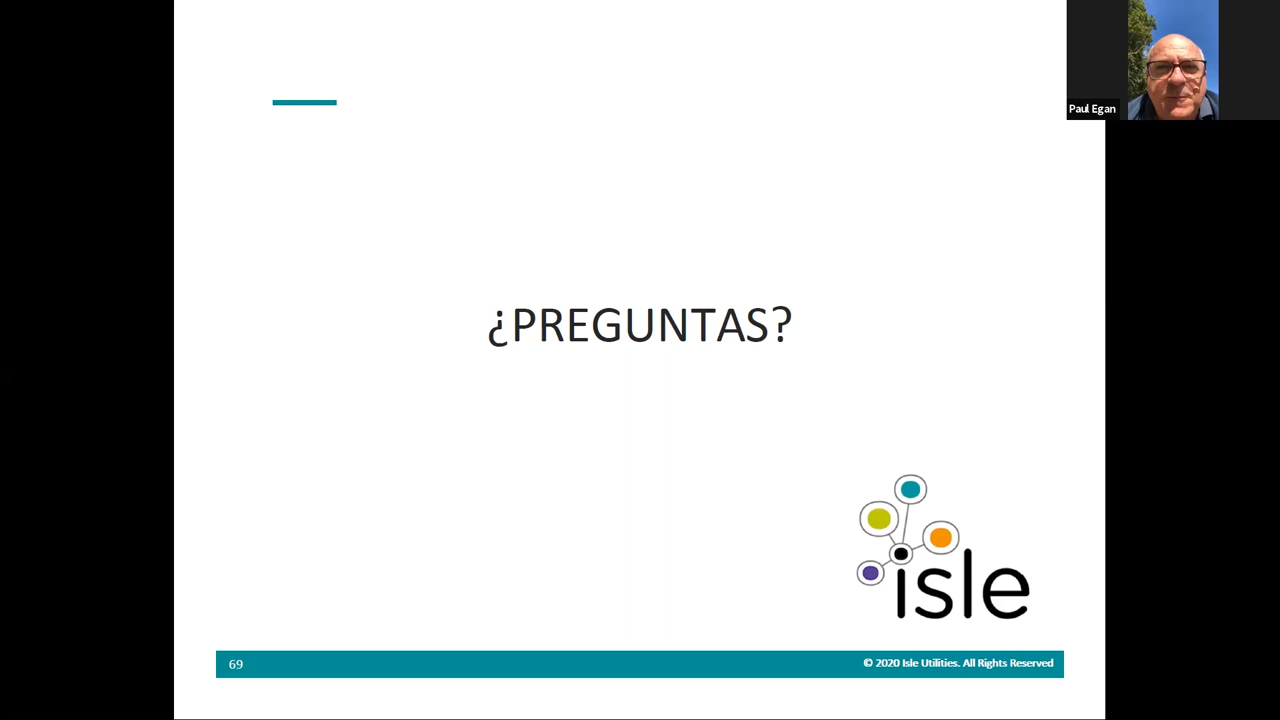 Paul Egan
¿PREGUNTAS?
isle
69
© 2020 Isle Utilities. All Rights Reserved